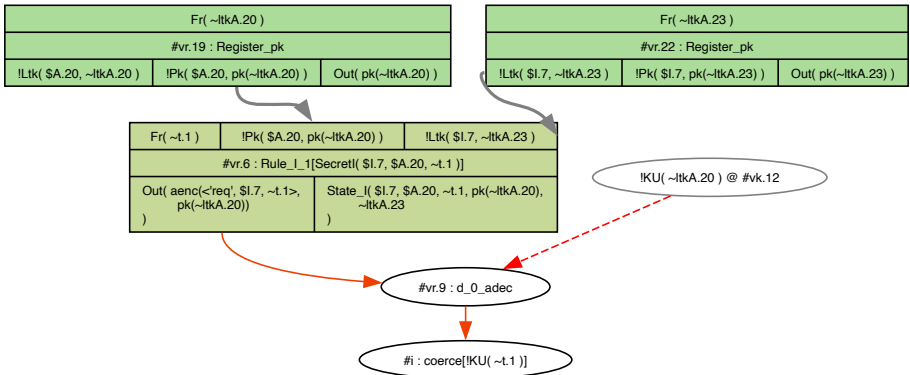 Fr( ~ltkA.20 )
#vr.19 : Register_pk
!Ltk( $A.20, ~ltkA.20 ) !Pk( $A.20, pk(~ltkA.20) ) Out( pk(~ltkA.20) )
Fr( ~ltkA.23 )
#vr.22 : Register_pk
!Ltk( $I.7, ~ltkA.23 ) !Pk( $I.7, pk(~ltkA.23) ) Out( pk(~ltkA.23) )
Fr( ~t.1 ) !Pk( $A.20, pk(~ltkA.20) ) !Ltk( $I.7, ~ltkA.23 )
#vr.6 : Rule_I_1[SecretI( $I.7, $A.20, ~t.1 )]
Out( aenc(<'req', $I.7, ~t.1>,
pk(~ltkA.20))
)
State_I( $I.7, $A.20, ~t.1, pk(~ltkA.20),
~ltkA.23
)
!KU( ~ltkA.20 ) @ #vk.12
#vr.9 : d_0_adec
#i : coerce[!KU( ~t.1 )]